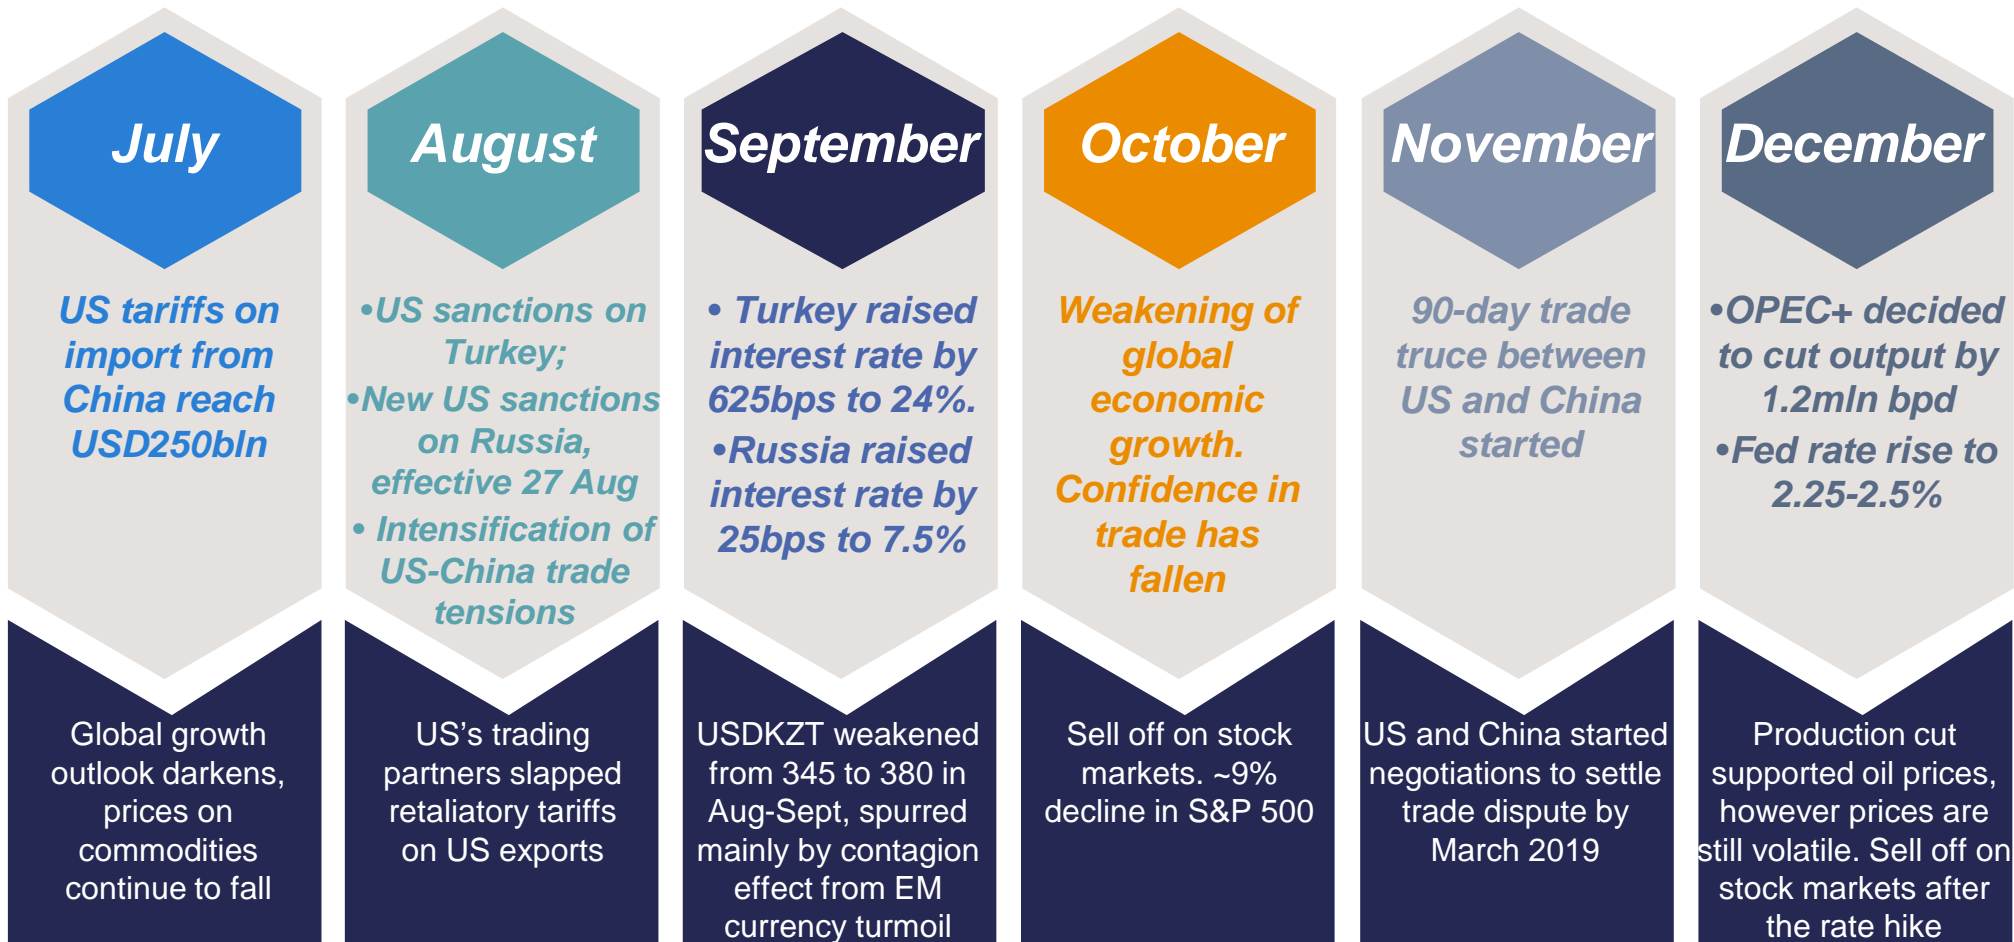 July
US tariffs on
import from
China reach
USD250bln
Global growth
outlook darkens,
prices on
commodities
continue to fall
August
•US sanctions on
Turkey;
•New US sanctions
on Russia,
effective 27 Aug
• Intensification of
US-China trade
tensions
US’s trading
partners slapped
retaliatory tariffs
on US exports
September
• Turkey raised
interest rate by
625bps to 24%.
•Russia raised
interest rate by
25bps to 7.5%
USDKZT weakened
from 345 to 380 in
Aug-Sept, spurred
mainly by contagion
effect from EM
currency turmoil
October
Weakening of
global
economic
growth.
Confidence in
trade has
fallen
Sell off on stock
markets. ~9%
decline in S&P 500
November
90-day trade
truce between
US and China
started
US and China started
negotiations to settle
trade dispute by
March 2019
December
•OPEC+ decided
to cut output by
1.2mln bpd
•Fed rate rise to
2.25-2.5%
Production cut
supported oil prices,
however prices are
still volatile. Sell off on
stock markets after
the rate hike